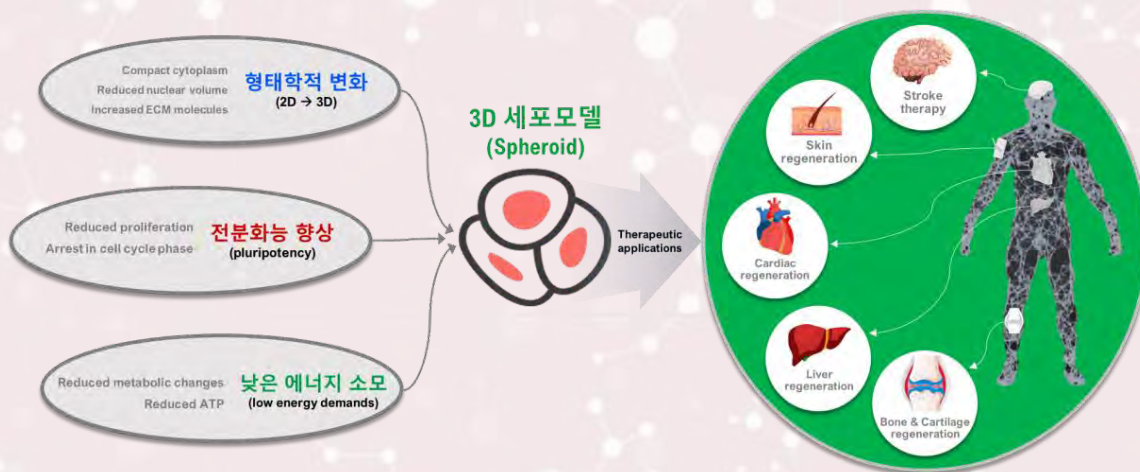 Compact cytoplasm
Reduced nuclear volume
Increased ECM molecules
형태학적 변화
(2D → 3D)
Reduced proliferation
Arrest in cell cycle phase
전분화능 향상
(pluripotency)
Reduced metabolic changes
Reduced ATP
낮은 에너지 소모
(low energy demands)
3D 세포모델
(Spheroid)
Therapeutic
applications
Stroke
therapy
Skin
regeneration
Cardiac
regeneration
Liver
regeneration
Bone & Cartilage
regeneration